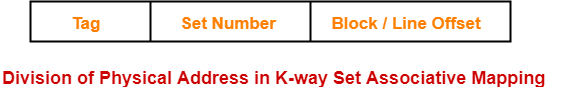 Tag Set Number Block / Line Offset
Division of Physical Address in K-way Set Associative Mapping